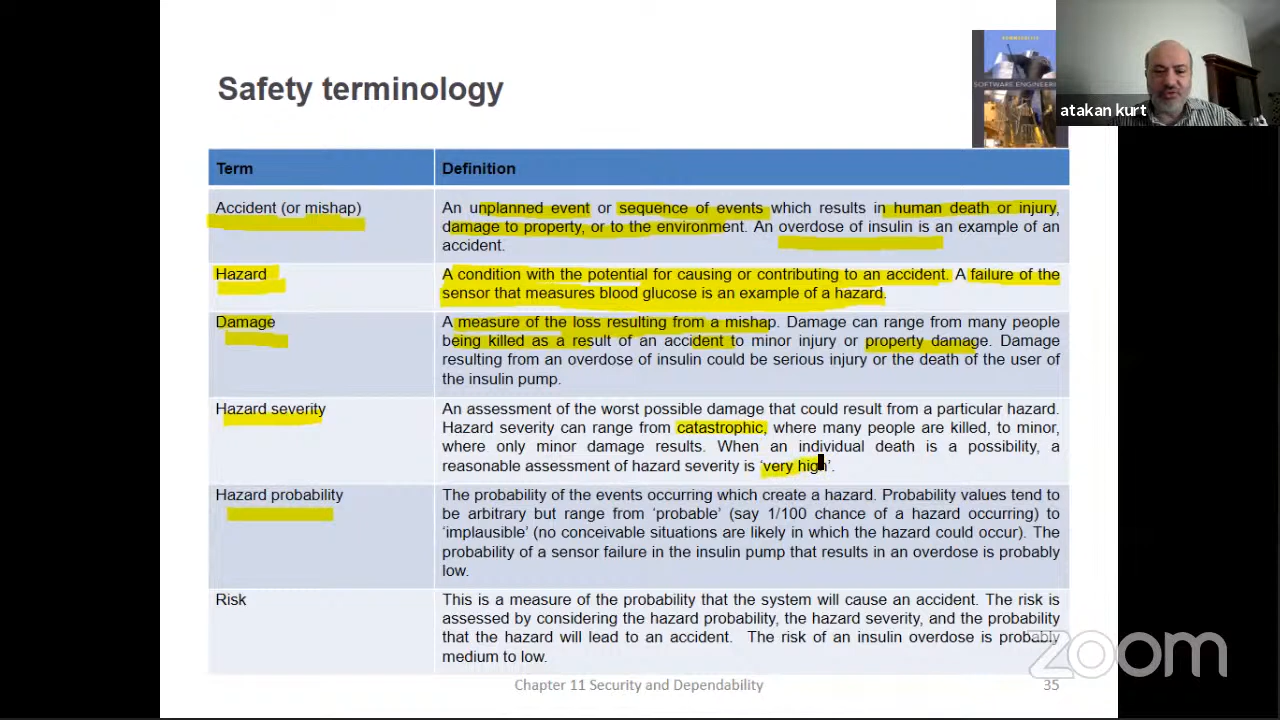 SOMMERVILLE
SOFTWARE ENGINEERING
atakan kurt
Safety terminology
Term
Definition
Accident (or mishap)
An unplanned event or sequence of events which results in human death or injury,
damage to property, or to the environment. An overdose of insulin is an example of an
accident.
Hazard
A condition with the potential for causing or contributing to an accident. A failure of the
sensor that measures blood glucose is an example of a hazard.
Damage
A measure of the loss resulting from a mishap. Damage can range from many people
being killed as a result of an accident to minor injury or property damage. Damage
resulting from an overdose of insulin could be serious injury or the death of the user of
the insulin pump.
Hazard severity
An assessment of the worst possible damage that could result from a particular hazard.
Hazard severity can range from catastrophic, where many people are killed, to minor,
where only minor damage results. When an individual death is a possibility, a
reasonable assessment of hazard severity is ‘very high’.
Hazard probability
The probability of the events occurring which create a hazard. Probability values tend to
be arbitrary but range from ‘probable’ (say 1/100 chance of a hazard occurring) to
‘implausible’ (no conceivable situations are likely in which the hazard could occur). The
probability of a sensor failure in the insulin pump that results in an overdose is probably
low.
Risk
This is a measure of the probability that the system will cause an accident. The risk is
assessed by considering the hazard probability, the hazard severity, and the probability
that the hazard will lead to an accident. The risk of an insulin overdose is probably
medium to low.
zoom
Chapter 11 Security and Dependability
35